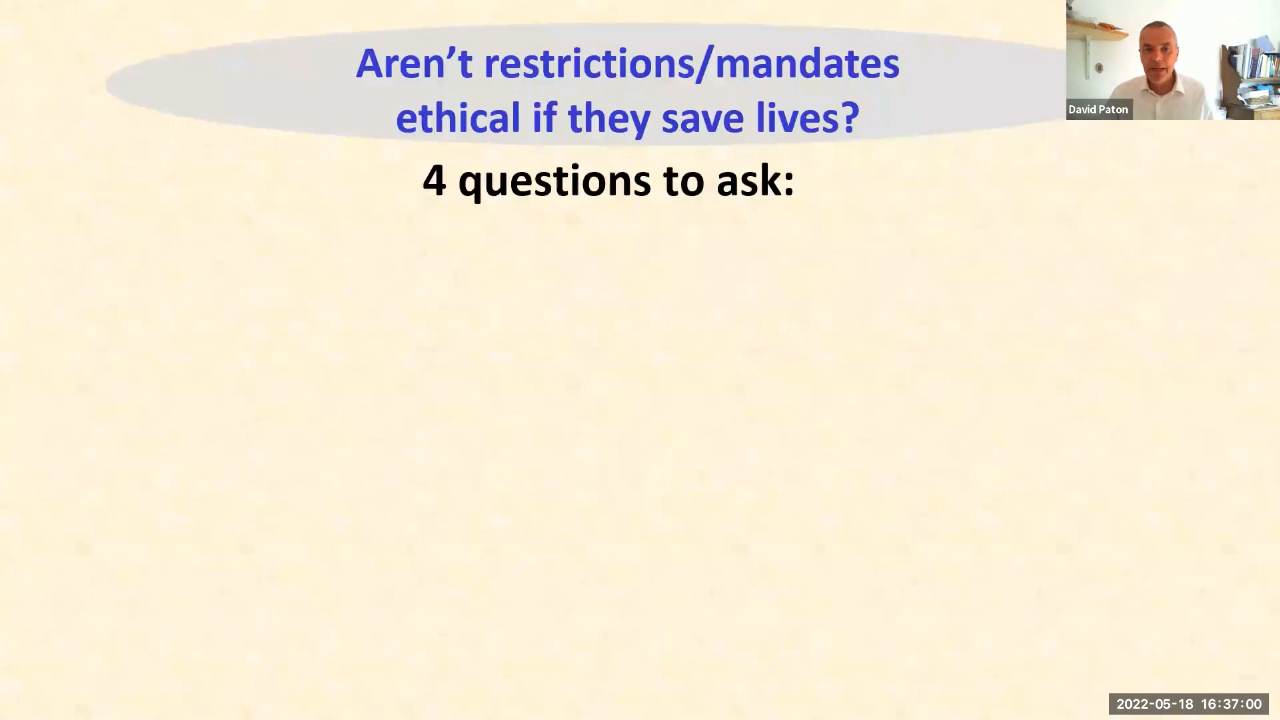 Aren’t restrictions/mandates
ethical if they save lives?
4 questions to ask:
David Paton
2022-05-18 16:37:00